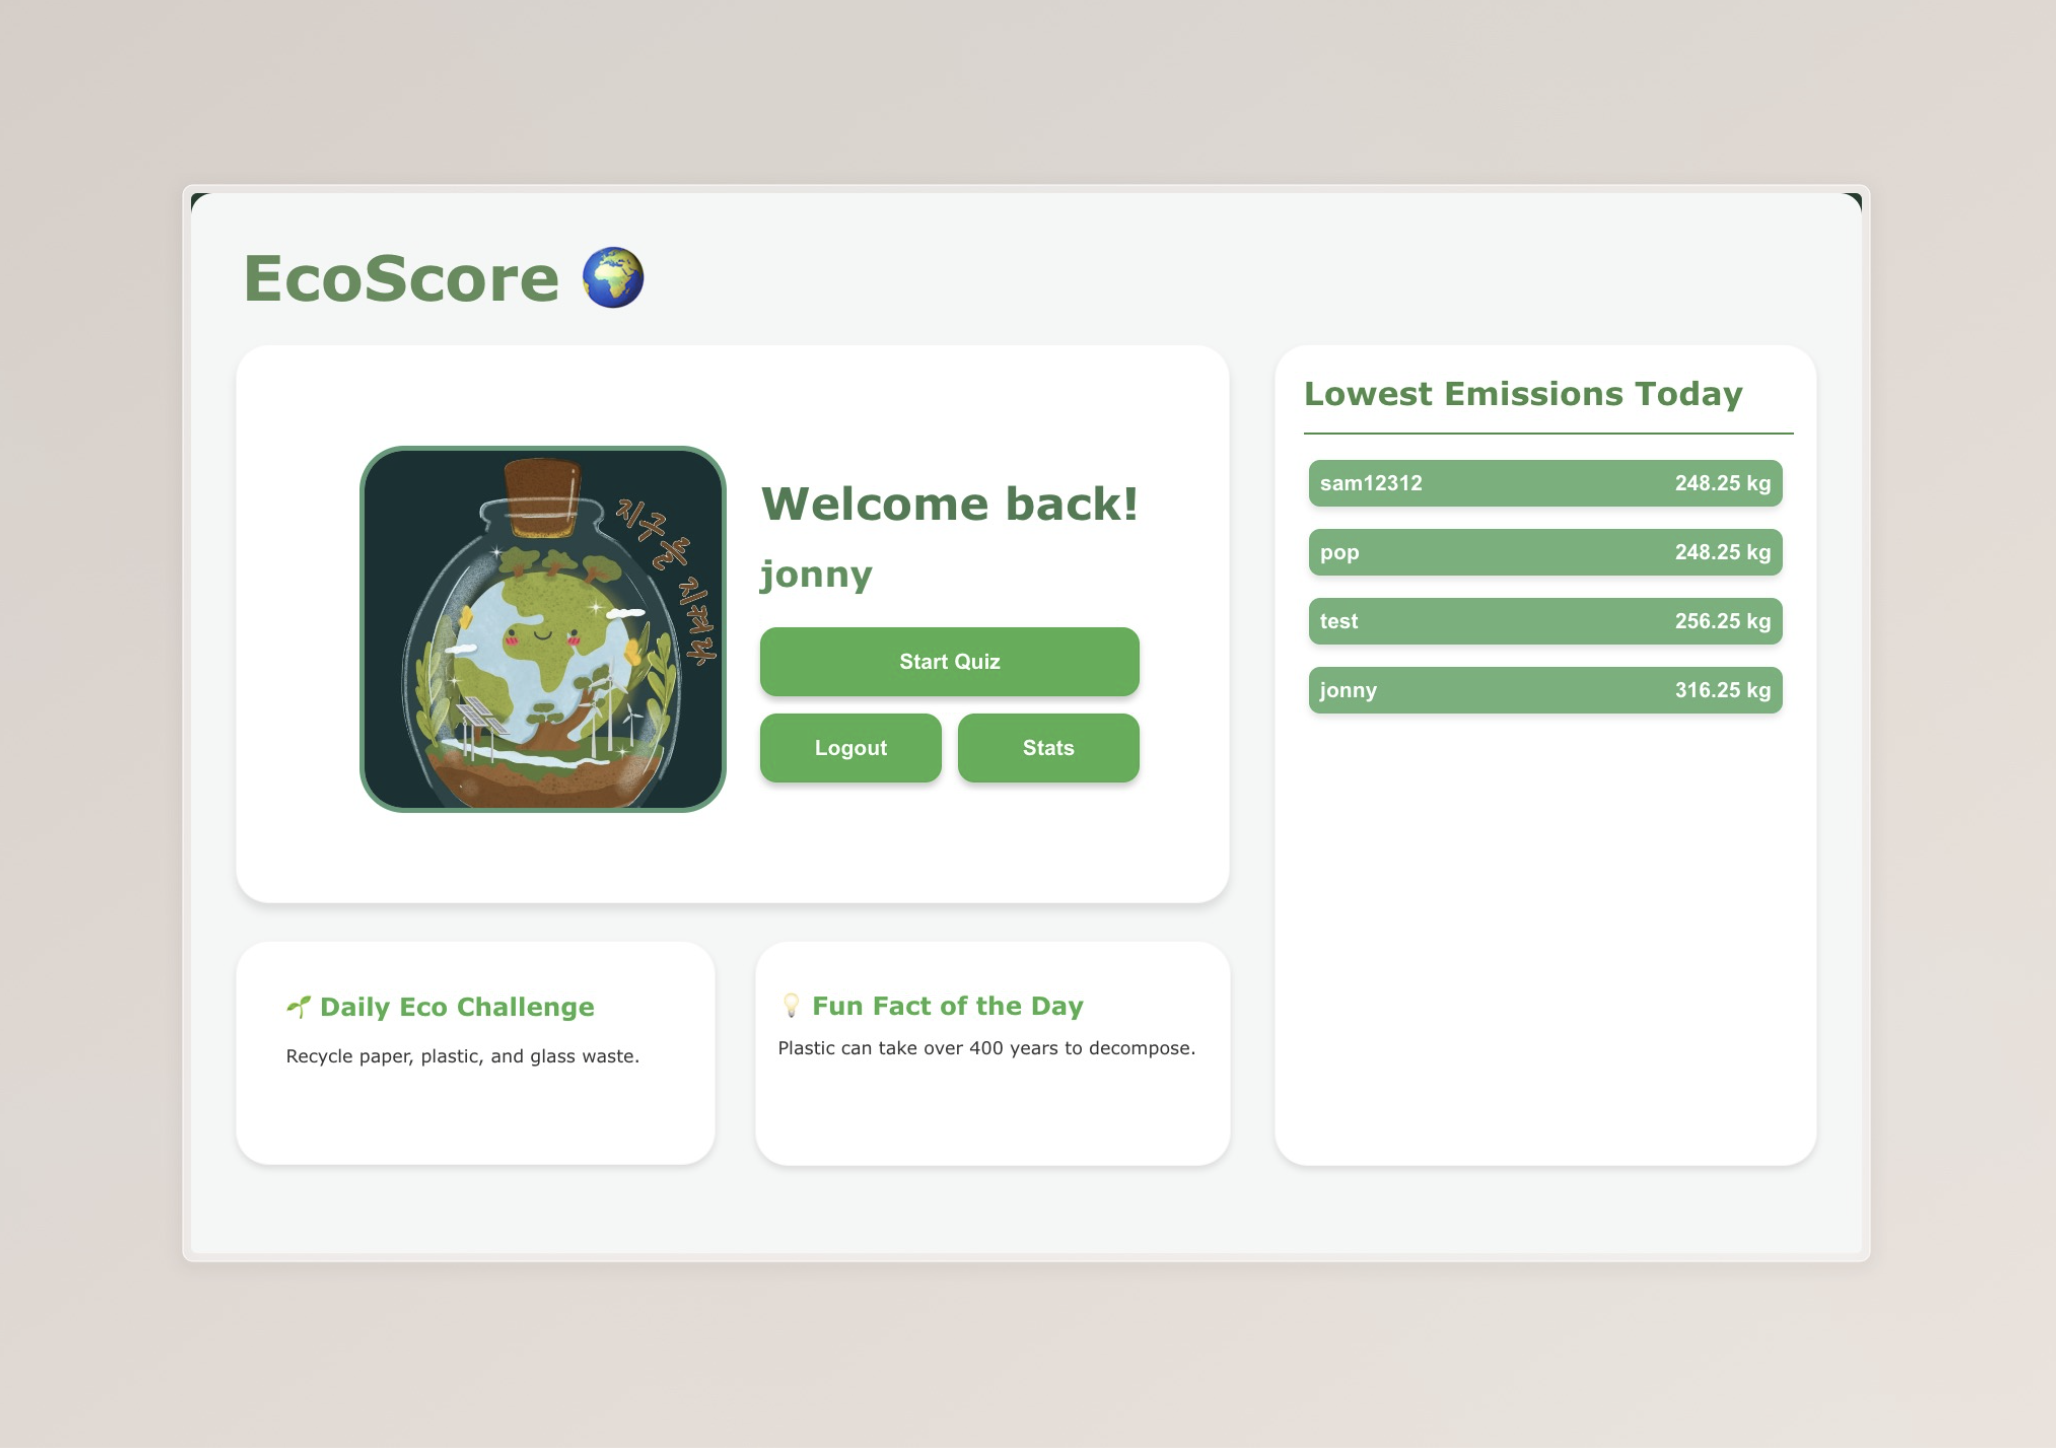 EcoScore
지구를 지켜라
Welcome back!
jonny
Start Quiz
Logout
Stats
Lowest Emissions Today
sam12312 248.25 kg
pop 248.25 kg
test 256.25 kg
jonny 316.25 kg
Daily Eco Challenge
Recycle paper, plastic, and glass waste.
Fun Fact of the Day
Plastic can take over 400 years to decompose.